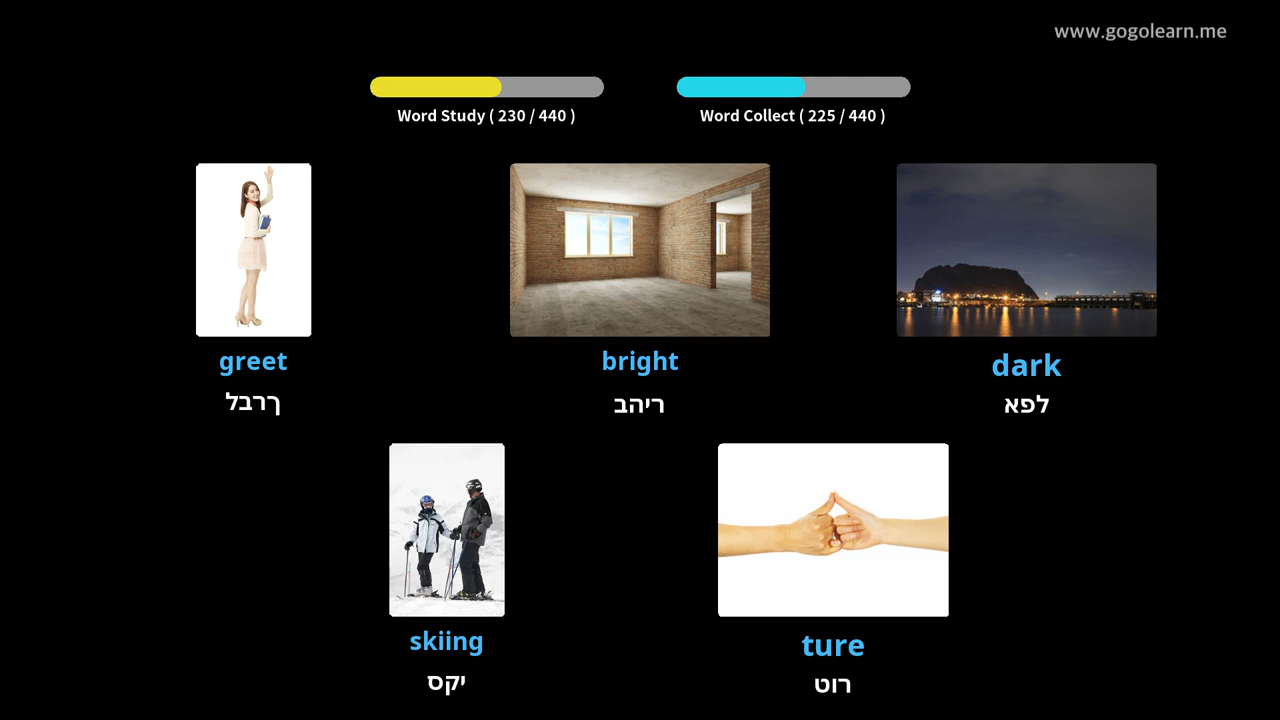 www.gogolearn.me
Word Study ( 230 / 440 )
Word Collect ( 225 / 440 )
greet
ךרבל
bright
ריהב
dark
לפא
skiing
יקס
ture
רוט